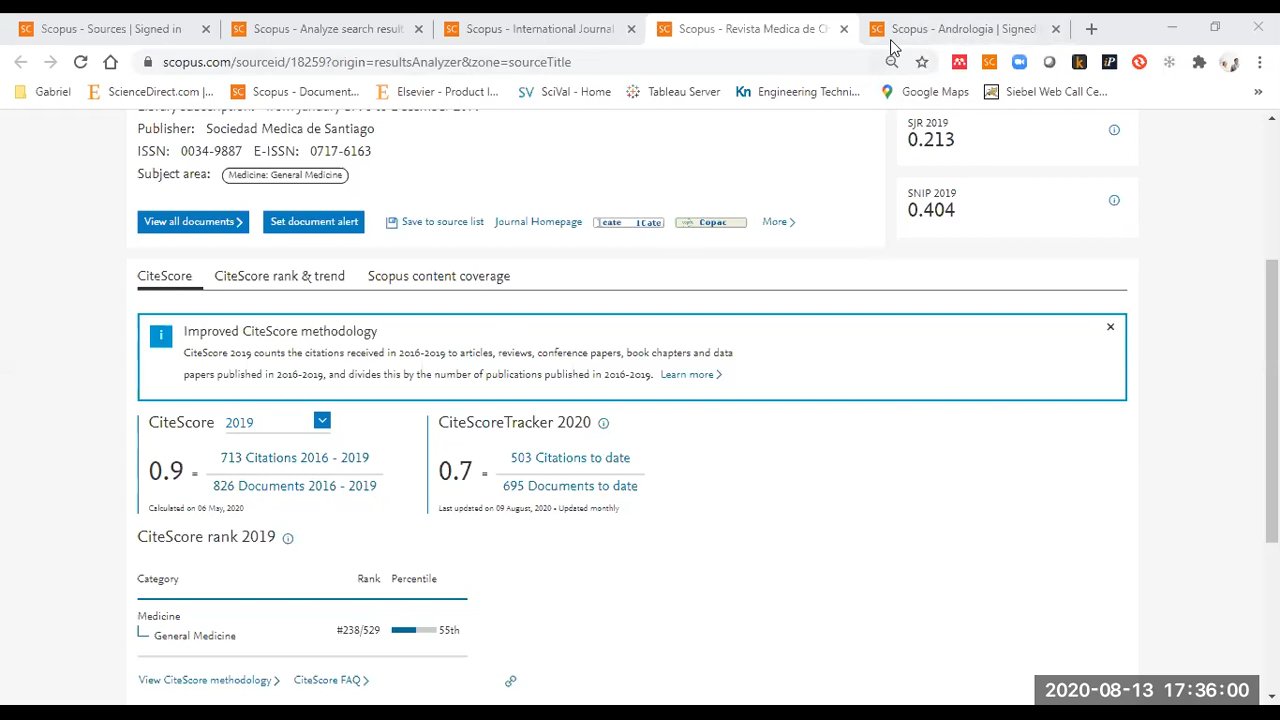 Scopus - Sources | Signed in
Scopus - Analyze search result
Scopus - International Journal
Scopus - Revista Medica de C
Scopus - Andrologia | Signed
scopus.com/sourceid/18259?origin=resultsAnalyzer&zone=sourceTitle
Gabriel
ScienceDirect.com |...
Scopus - Document...
Elsevier - Product I...
SciVal - Home
Tableau Server
Engineering Techni...
Google Maps
Siebel Web Call Ce...
Publisher: Sociedad Medica de Santiago
ISSN: 0034-9887 E-ISSN: 0717-6163
Subject area: Medicine: General Medicine
SJR 2019
0.213
SNIP 2019
0.404
View all documents >
Set document alert
Save to source list
Journal Homepage
Copac
More >
CiteScore
CiteScore rank & trend
Scopus content coverage
Improved CiteScore methodology
CiteScore 2019 counts the citations received in 2016-2019 to articles, reviews, conference papers, book chapters and data
papers published in 2016-2019, and divides this by the number of publications published in 2016-2019. Learn more >
CiteScore 2019
0.9 = 713 Citations 2016 - 2019
826 Documents 2016 - 2019
Calculated on 06 May, 2020
CiteScoreTracker 2020
0.7 = 503 Citations to date
695 Documents to date
Last updated on 09 August, 2020 • Updated monthly
CiteScore rank 2019
Category Rank Percentile
Medicine
General Medicine #238/529 55th
View CiteScore methodology >
CiteScore FAQ >
2020-08-13 17:36:00